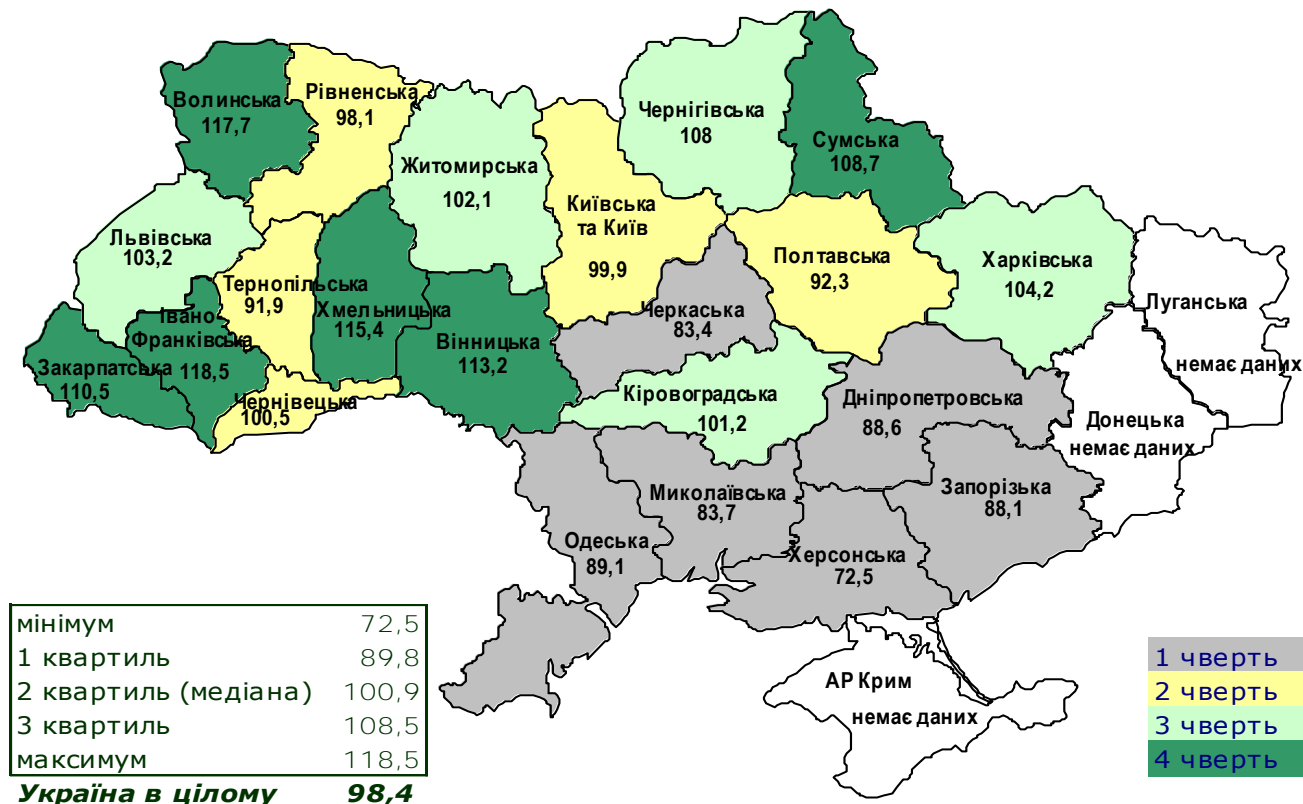 Волинська
117,7
Рівненська
98,1
Житомирська
102,1
Київська
та Київ
99,9
Чернігівська
108
Сумська
108,7
Львівська
103,2
Тернопільська
91,9
Хмельницька
115,4
Вінницька
113,2
Івано-
Франківська
118,5
Закарпатська
110,5
Чернівецька
100,5
Черкаська
83,4
Полтавська
92,3
Харківська
104,2
Луганська
немає даних
Донецька
немає даних
Кіровоградська
101,2
Дніпропетровська
88,6
Запорізька
88,1
Миколаївська
83,7
Одеська
89,1
Херсонська
72,5
АР Крим
немає даних
мінімум 72,5
1 квартиль 89,8
2 квартиль (медіана) 100,9
3 квартиль 108,5
максимум 118,5
Україна в цілому 98,4
1 чверть
2 чверть
3 чверть
4 чверть